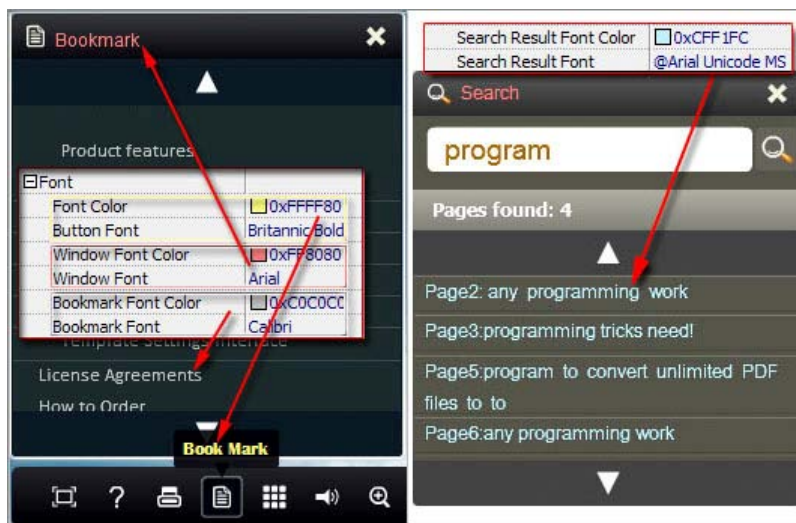 Bookmark
Product features
Font
Font Color 0xFFFF80
Button Font Britannic Bold
Window Font Color 0xFF8080
Window Font Arial
Bookmark Font Color 0xC0C0C0
Bookmark Font Calibri
Template Settings Interface
License Agreements
How to Order
Book Mark
?
Search Result Font Color 0xCFF1FC
Search Result Font @Arial Unicode MS
Search
program
Pages found: 4
Page2: any programming work
Page3:programming tricks need!
Page5:program to convert unlimited PDF
files to to
Page6:any programming work